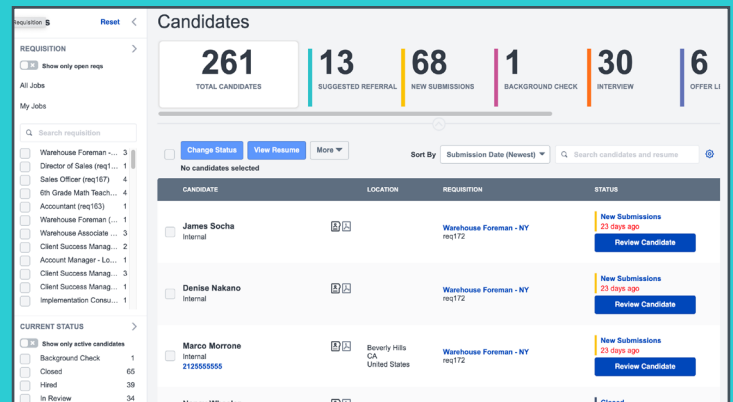 Requisition s
Reset
Candidates
REQUISITION
Show only open reqs
All Jobs
My Jobs
Search requisition
Warehouse Foreman -... 3
Director of Sales (req1... 1
Sales Officer (req167) 4
6th Grade Math Teach... 4
Accountant (req163) 1
Warehouse Foreman (... 1
Warehouse Associate ... 3
Client Success Manag... 2
Account Manager - Lo... 1
Client Success Manag... 3
Client Success Manag... 1
Implementation Consu... 1
CURRENT STATUS
Show only active candidates
Background Check 1
Closed 65
Hired 39
In Review 34
261
TOTAL CANDIDATES
13
SUGGESTED REFERRAL
68
NEW SUBMISSIONS
1
BACKGROUND CHECK
30
INTERVIEW
6
OFFER LI
Change Status View Resume More
No candidates selected
Sort By Submission Date (Newest) Search candidates and resume
CANDIDATE LOCATION REQUISITION STATUS
James Socha
Internal
Warehouse Foreman - NY
req172
New Submissions
23 days ago
Review Candidate
Denise Nakano
Internal
Warehouse Foreman - NY
req172
New Submissions
23 days ago
Review Candidate
Marco Morrone
Internal
2125555555
Beverly Hills
CA
United States
Warehouse Foreman - NY
req172
New Submissions
23 days ago
Review Candidate
Closed